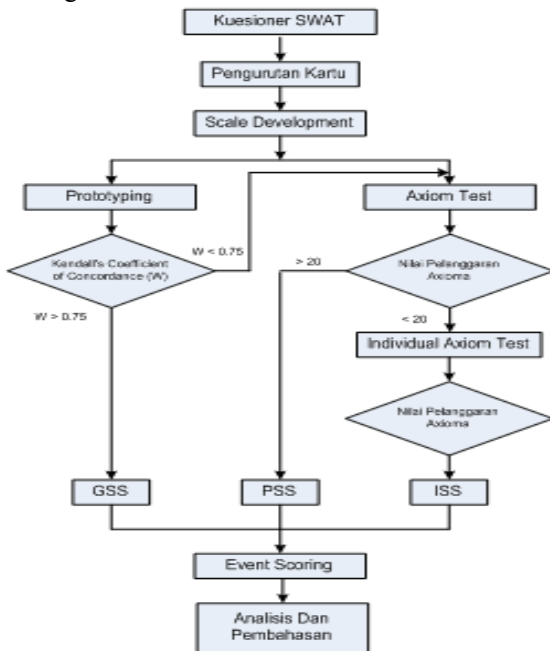 Kuesioner SWAT
Pengurutan Kartu
Scale Development
Prototyping
Axiom Test
Kendall's Coefficient
of Concordance (W)
W < 0.75
> 20
Nilai Pelanggaran
Axioma
W > 0.75
< 20
Individual Axiom Test
Nilai Pelanggaran
Axioma
GSS
PSS
ISS
Event Scoring
Analisis Dan
Pembahasan